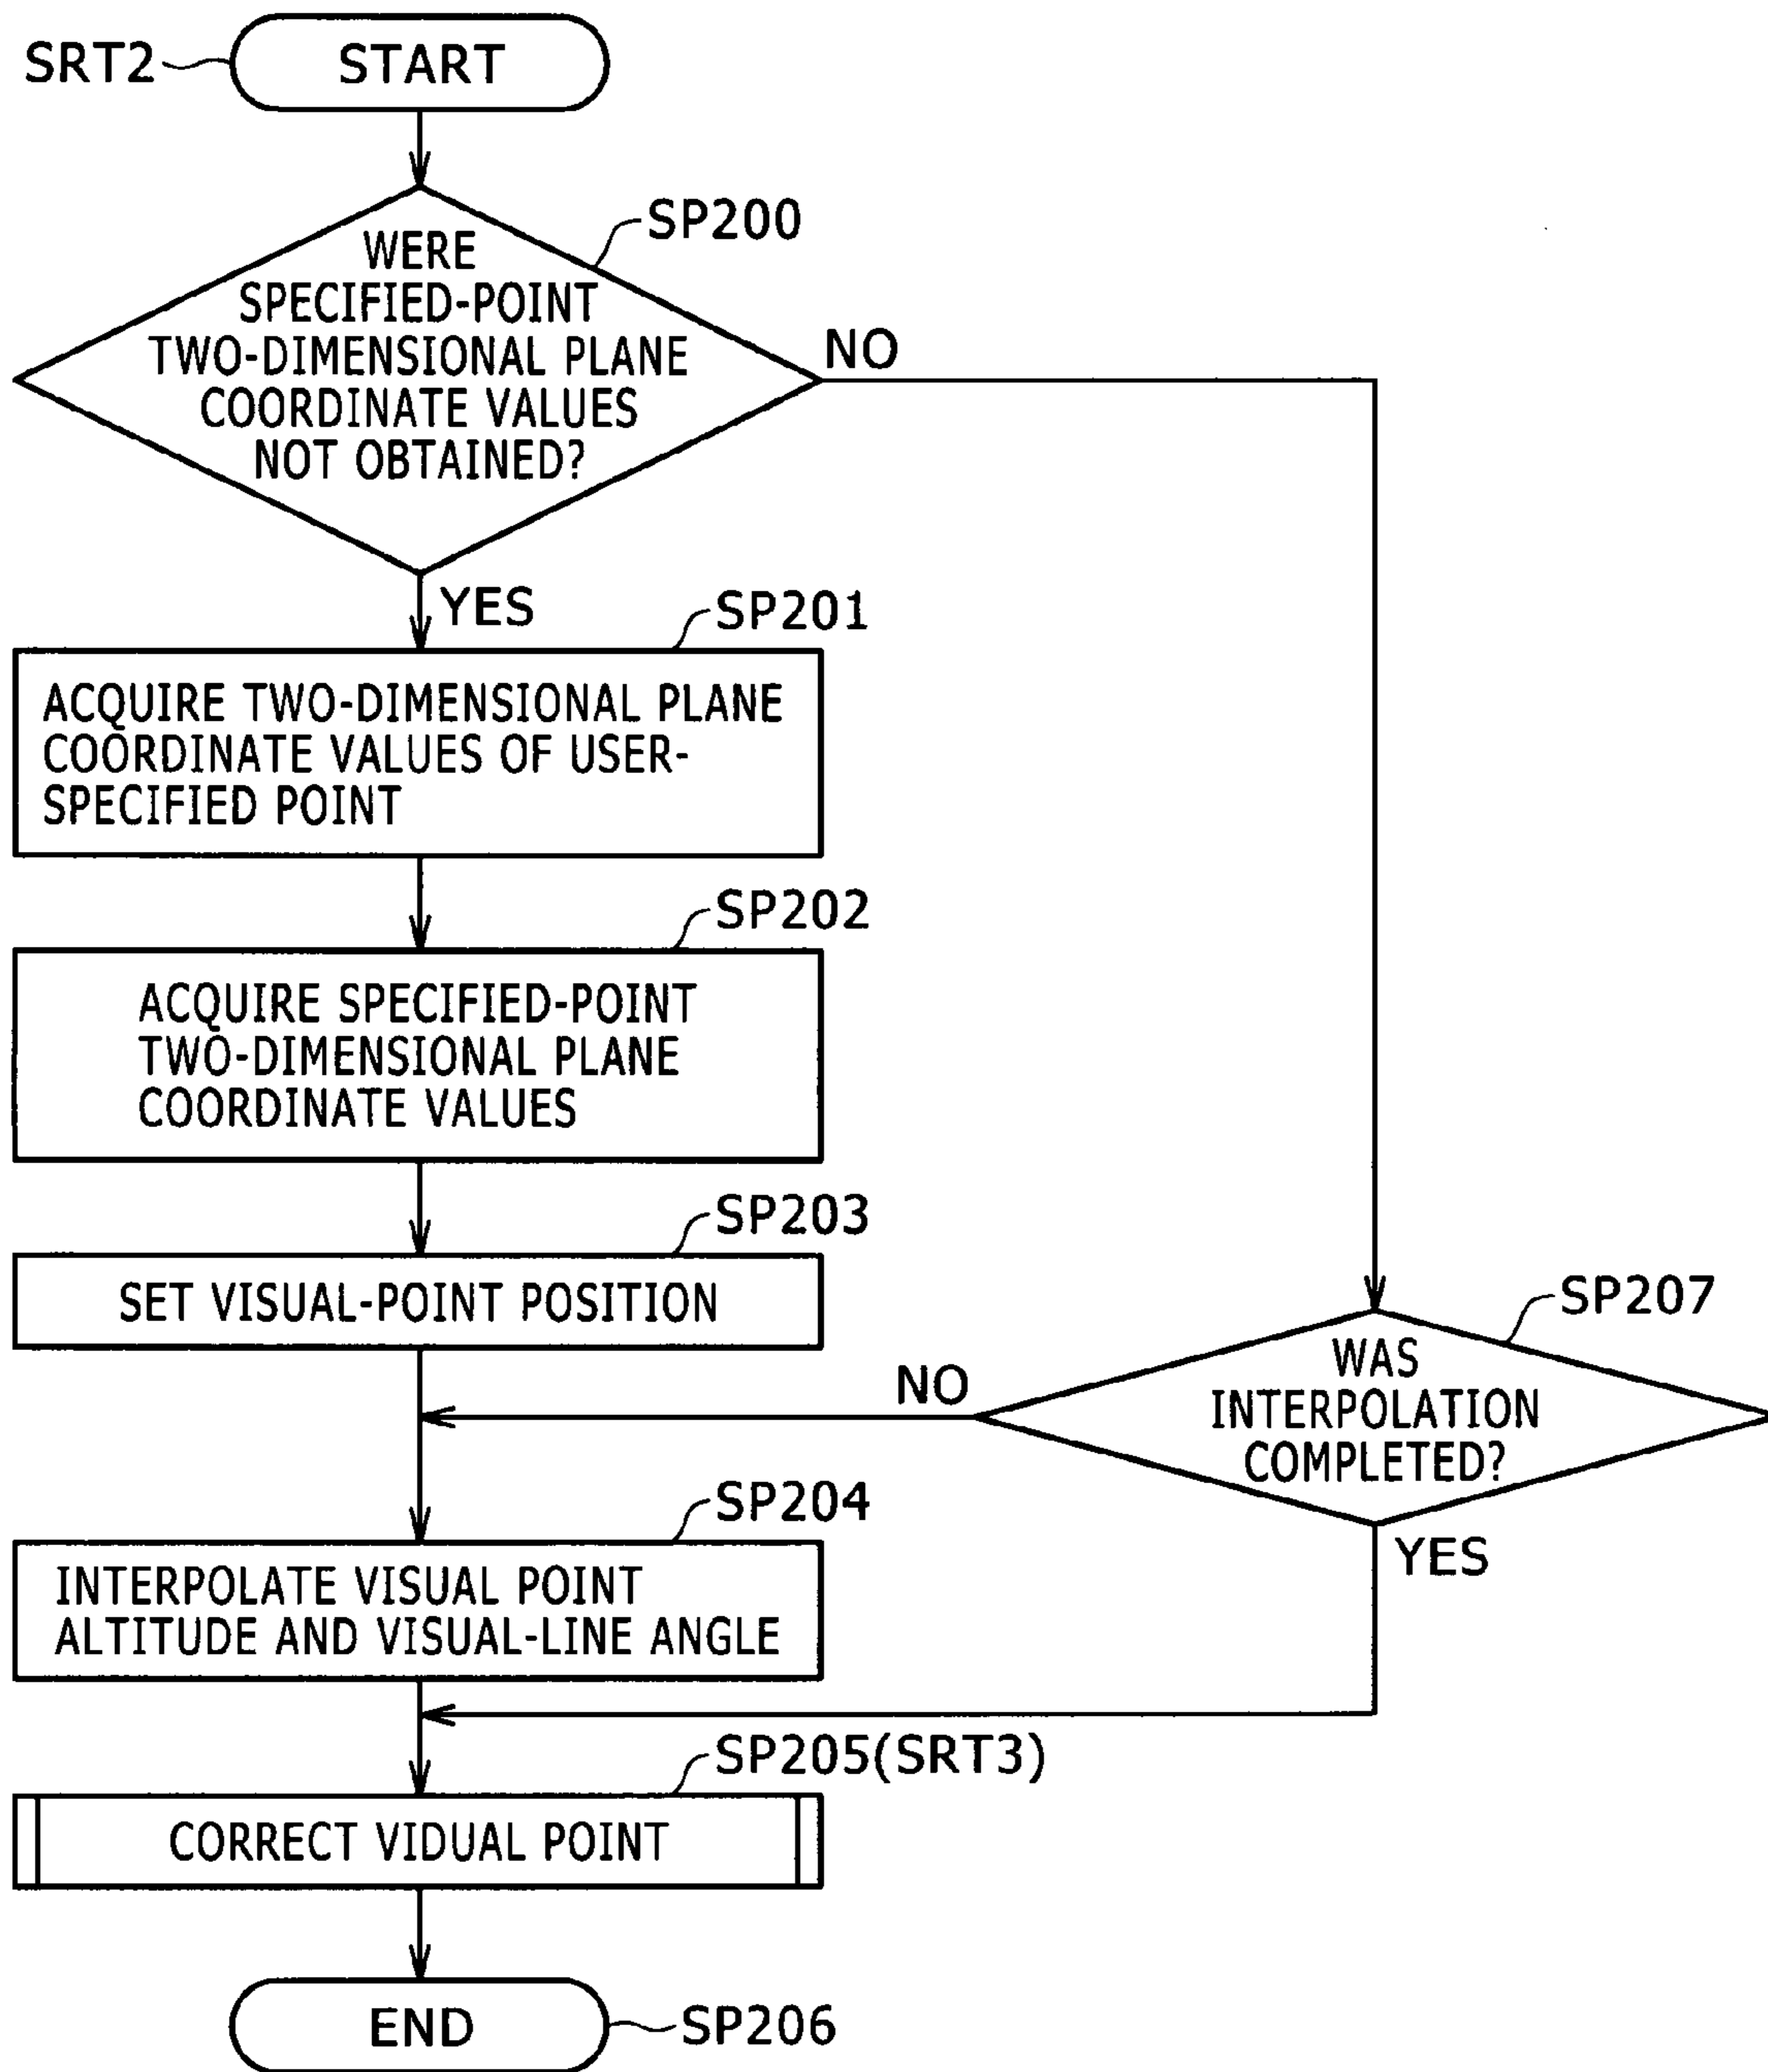 SRT2
START
SP200
WERE
SPECIFIED-POINT
TWO-DIMENSIONAL PLANE
COORDINATE VALUES
NOT OBTAINED?
NO
YES
SP201
ACQUIRE TWO-DIMENSIONAL PLANE
COORDINATE VALUES OF USER-
SPECIFIED POINT
SP202
ACQUIRE SPECIFIED-POINT
TWO-DIMENSIONAL PLANE
COORDINATE VALUES
SP203
SET VISUAL-POINT POSITION
SP207
WAS
INTERPOLATION
COMPLETED?
NO
YES
SP204
INTERPOLATE VISUAL POINT
ALTITUDE AND VISUAL-LINE ANGLE
SP205(SRT3)
CORRECT VIDUAL POINT
END
SP206